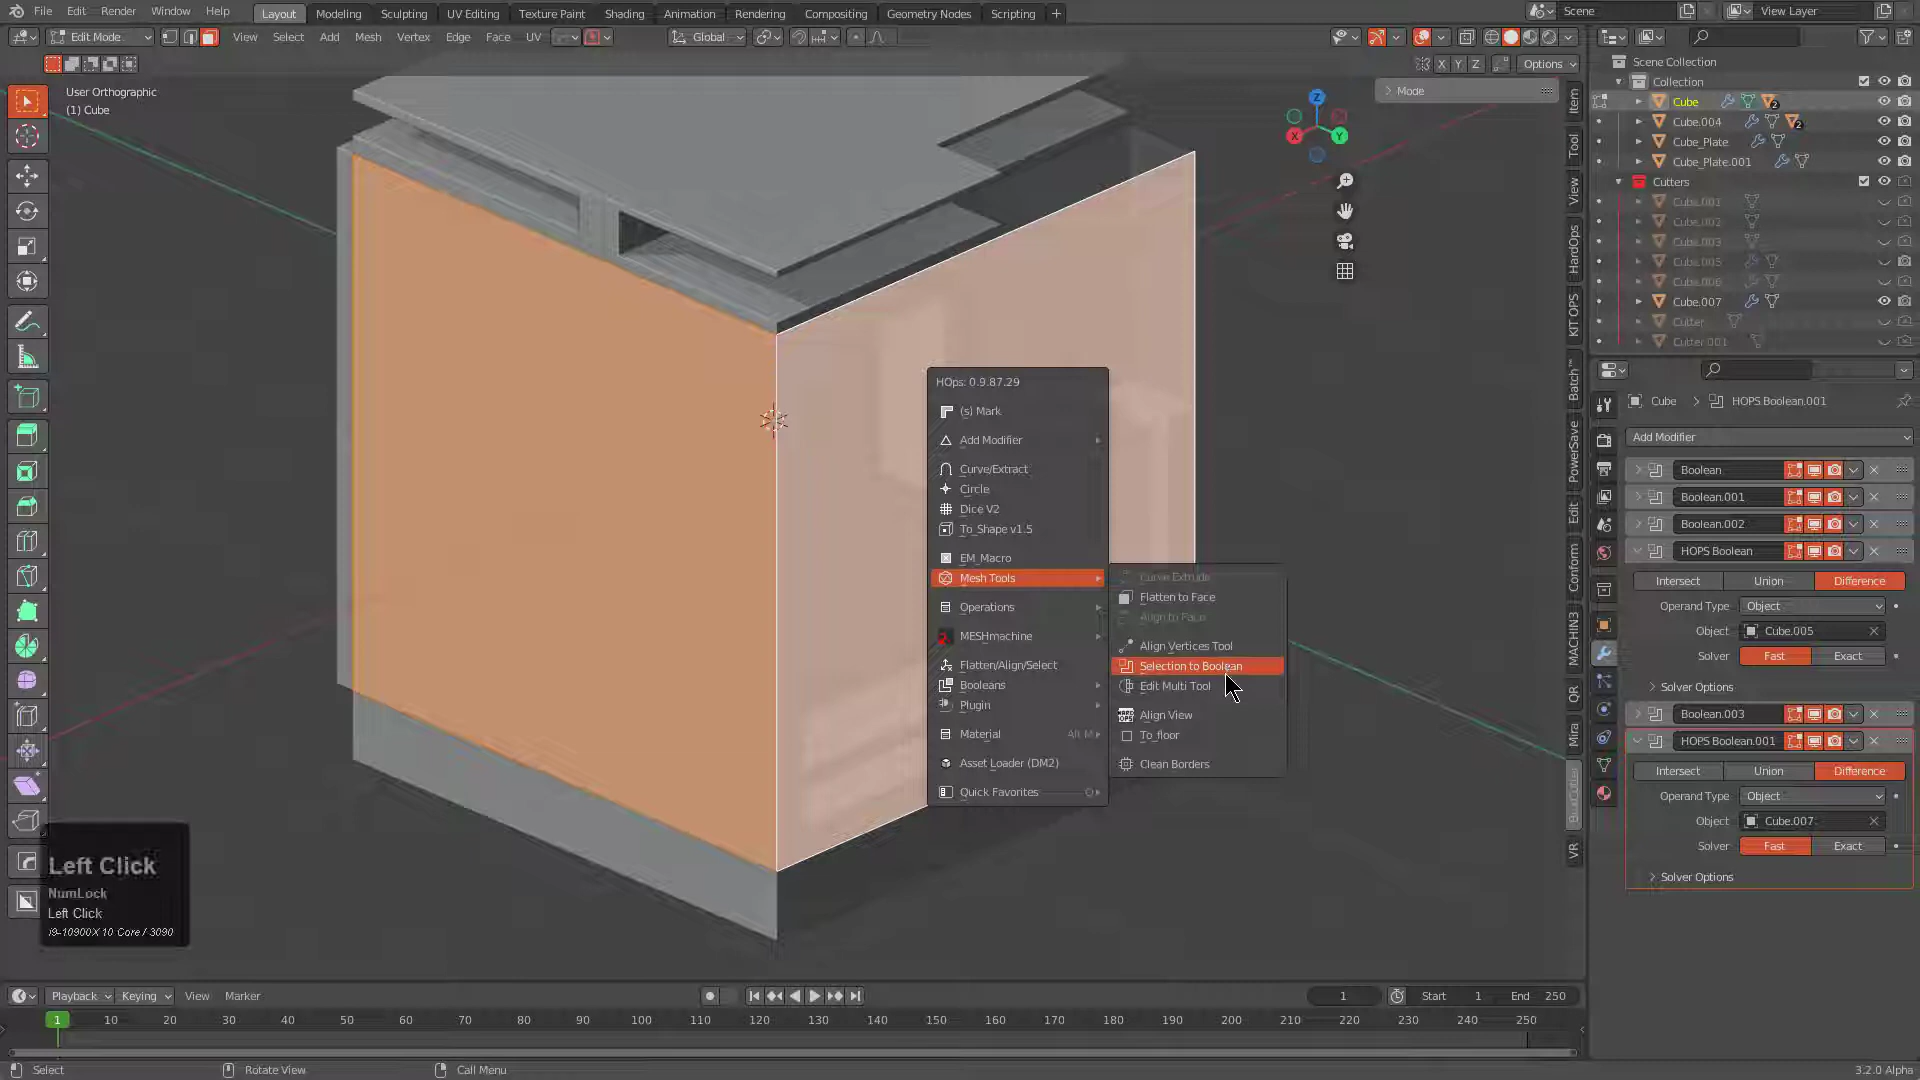 File Edit Render Window Help Layout Modeling Sculpting UV Editing Texture Paint Shading Animation Rendering Compositing Geometry Nodes Scripting + Scene View Layer
Edit Mode View Select Add Mesh Vertex Edge Face UV Global
X Y Z Options
User Orthographic
(1) Cube
Mode
Z
X
Y
Item
Tool
View
HardOps
KIT OPS
Batch™
PowerSave
Edit
Conform
MACHIN3
QR
Mira
BoxCutter
VR
Scene Collection
Collection
Cube 2
Cube.004 2
Cube_Plate
Cube_Plate.001
Cutters
Cube.001
Cube.002
Cube.003
Cube.005
Cube.006
Cube.007
Cutter
Cutter.001
Cube > HOPS Boolean.001
Add Modifier
Boolean
Boolean.001
Boolean.002
HOPS Boolean
Intersect Union Difference
Operand Type Object
Object Cube.005
Solver Fast Exact
Solver Options
Boolean.003
HOPS Boolean.001
Intersect Union Difference
Operand Type Object
Object Cube.007
Solver Fast Exact
Solver Options
HOps: 0.9.87.29
(s) Mark
Add Modifier
Curve/Extract
Circle
Dice V2
To_Shape v1.5
EM_Macro
Mesh Tools
Operations
MESHmachine
Flatten/Align/Select
Booleans
Plugin
Material Alt M
Asset Loader (DM2)
Quick Favorites Q
Curve Extrude
Flatten to Face
Align to Face
Align Vertices Tool
Selection to Boolean
Edit Multi Tool
Align View
To_floor
Clean Borders
Left Click
NumLock
Left Click
i9-10900X 10 Core / 3090
Playback Keying View Marker 1 Start 1 End 250
1 10 20 30 40 50 60 70 80 90 100 110 120 130 140 150 160 170 180 190 200 210 220 230 240 250
Select Rotate View Call Menu 3.2.0 Alpha